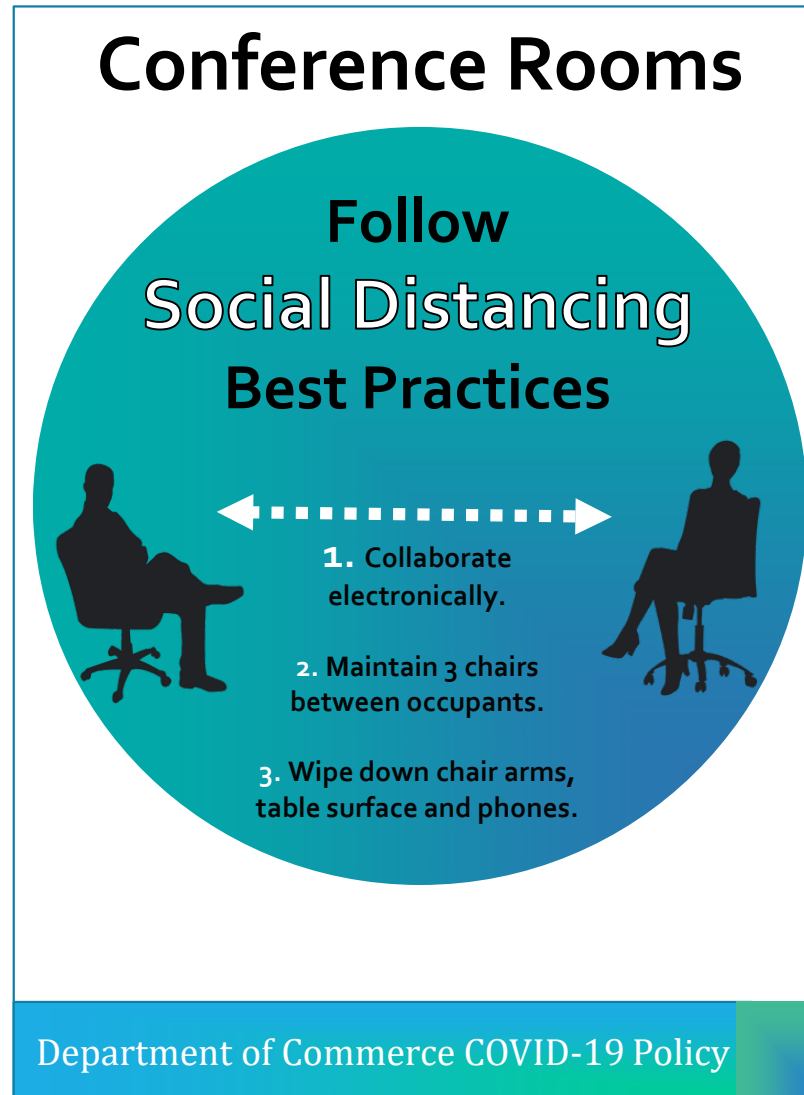 Conference Rooms
Follow
Social Distancing
Best Practices
1. Collaborate
electronically.
2. Maintain 3 chairs
between occupants.
3. Wipe down chair arms,
table surface and phones.
Department of Commerce COVID-19 Policy